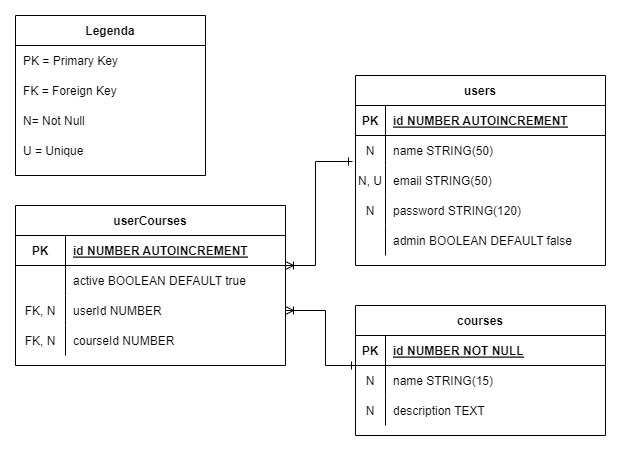 Legenda
PK = Primary Key
FK = Foreign Key
N= Not Null
U = Unique
users
PK id NUMBER AUTOINCREMENT
N name STRING(50)
N, U email STRING(50)
N password STRING(120)
admin BOOLEAN DEFAULT false
userCourses
PK id NUMBER AUTOINCREMENT
active BOOLEAN DEFAULT true
FK, N userId NUMBER
FK, N courseId NUMBER
courses
PK id NUMBER NOT NULL
N name STRING(15)
N description TEXT